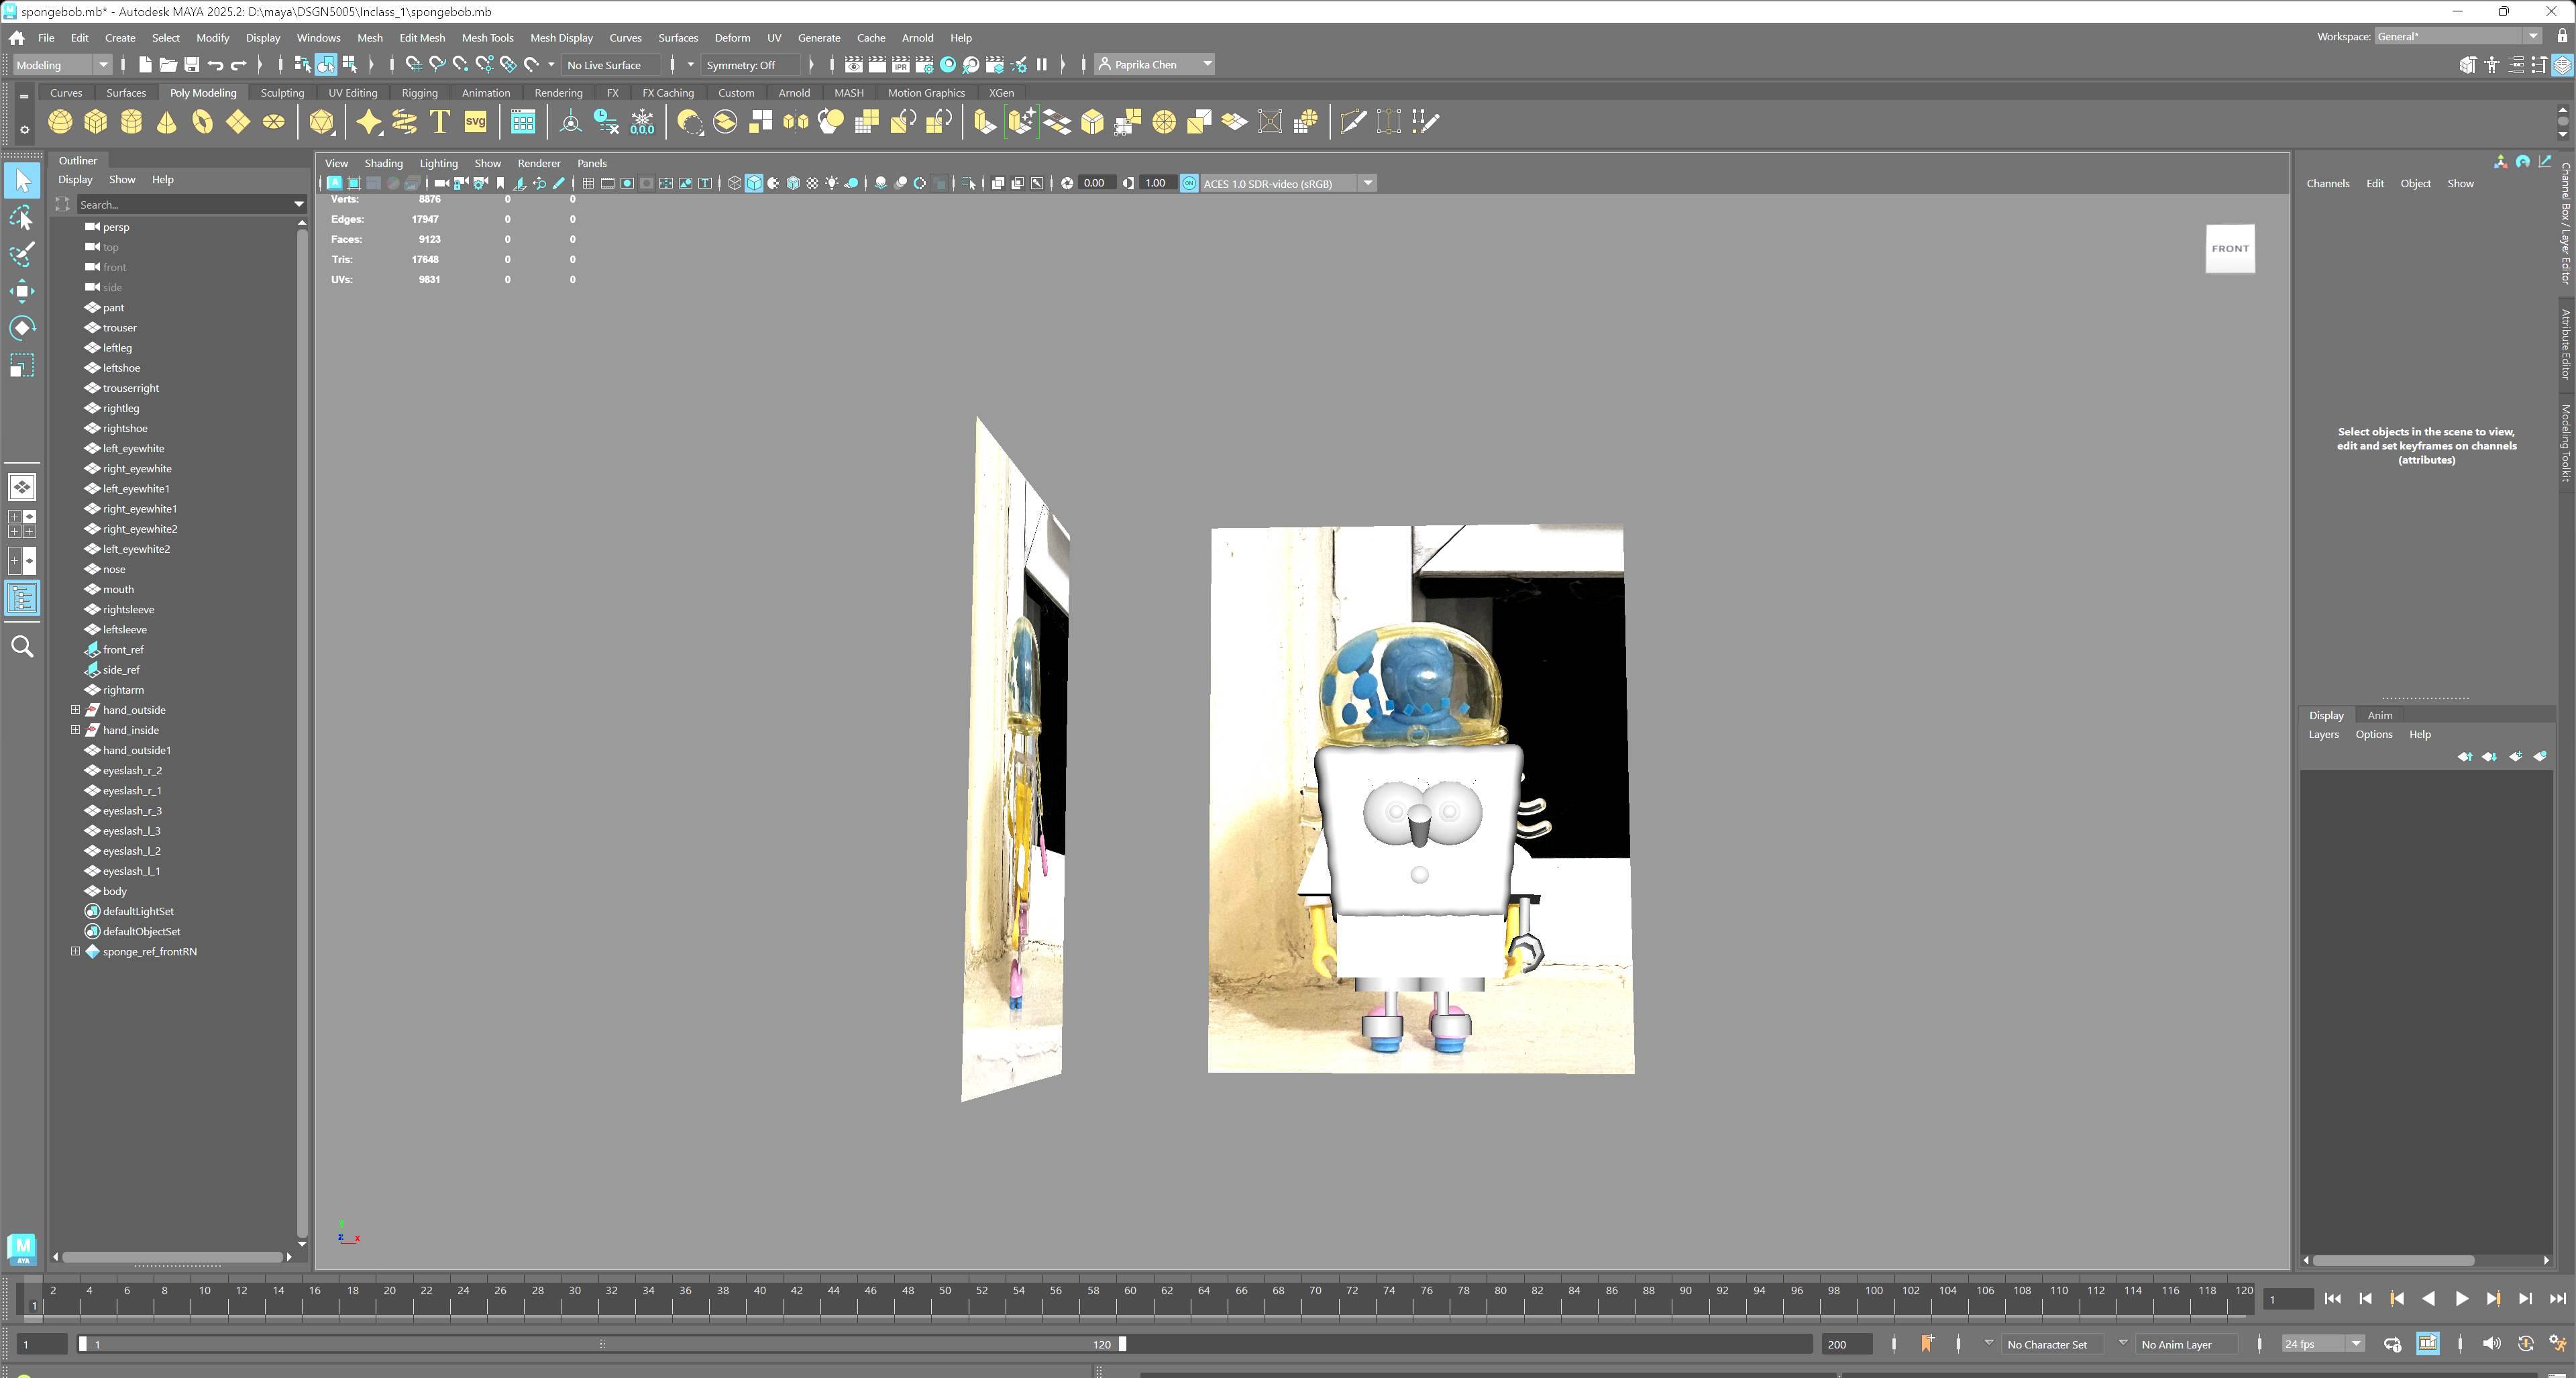 spongebob.mb* - Autodesk MAYA 2025.2: D:\maya\DSGN5005\Inclass_1\spongebob.mb
File Edit Create Select Modify Display Windows Mesh Edit Mesh Mesh Tools Mesh Display Curves Surfaces Deform UV Generate Cache Arnold Help
Workspace: General*
Modeling
No Live Surface
Symmetry: Off
IPR
Paprika Chen
Curves Surfaces Poly Modeling Sculpting UV Editing Rigging Animation Rendering FX FX Caching Custom Arnold MASH Motion Graphics XGen
T
SVG
0,0,0
Outliner
Display Show Help
Search...
persp
top
front
side
pant
trouser
leftleg
leftshoe
trouserright
rightleg
rightshoe
left_eyewhite
right_eyewhite
left_eyewhite1
right_eyewhite1
right_eyewhite2
left_eyewhite2
nose
mouth
rightsleeve
leftsleeve
front_ref
side_ref
rightarm
hand_outside
hand_inside
hand_outside1
eyeslash_r_2
eyeslash_r_1
eyeslash_r_3
eyeslash_l_3
eyeslash_l_2
eyeslash_l_1
body
defaultLightSet
defaultObjectSet
sponge_ref_frontRN
View Shading Lighting Show Renderer Panels
0.00
1.00
ON
ACES 1.0 SDR-video (sRGB)
Verts: 8876 0 0
Edges: 17947 0 0
Faces: 9123 0 0
Tris: 17648 0 0
UVs: 9831 0 0
FRONT
z x
Channels Edit Object Show
Select objects in the scene to view,
edit and set keyframes on channels
(attributes)
Channel Box / Layer Editor
Attribute Editor
Modeling Toolkit
Display Anim
Layers Options Help
M
AYA
1 2 4 6 8 10 12 14 16 18 20 22 24 26 28 30 32 34 36 38 40 42 44 46 48 50 52 54 56 58 60 62 64 66 68 70 72 74 76 78 80 82 84 86 88 90 92 94 96 98 100 102 104 106 108 110 112 114 116 118 120
1
1
1
120
200
No Character Set
No Anim Layer
24 fps